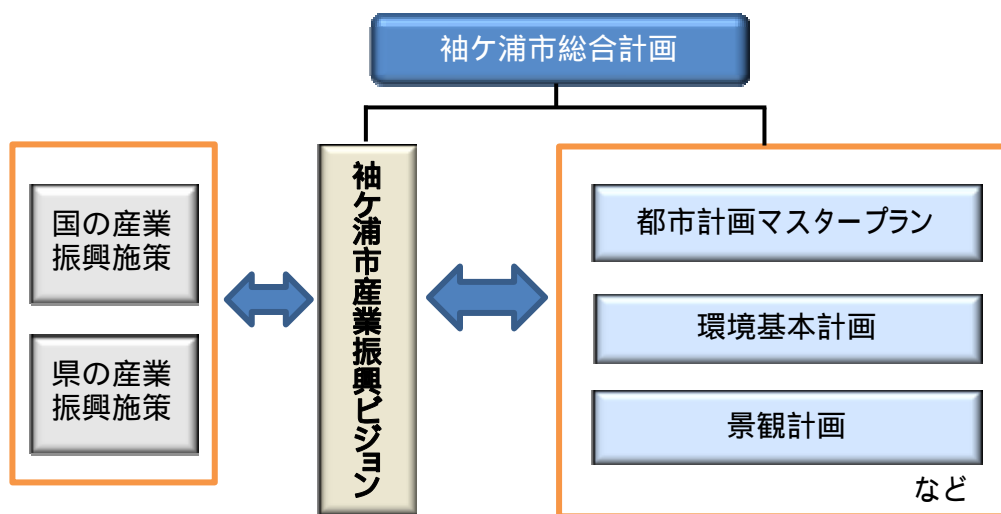 袖ケ浦市総合計画
国の産業
振興施策
県の産業
振興施策
袖ケ浦市産業振興ビジョン
都市計画マスタープラン
環境基本計画
景観計画
など